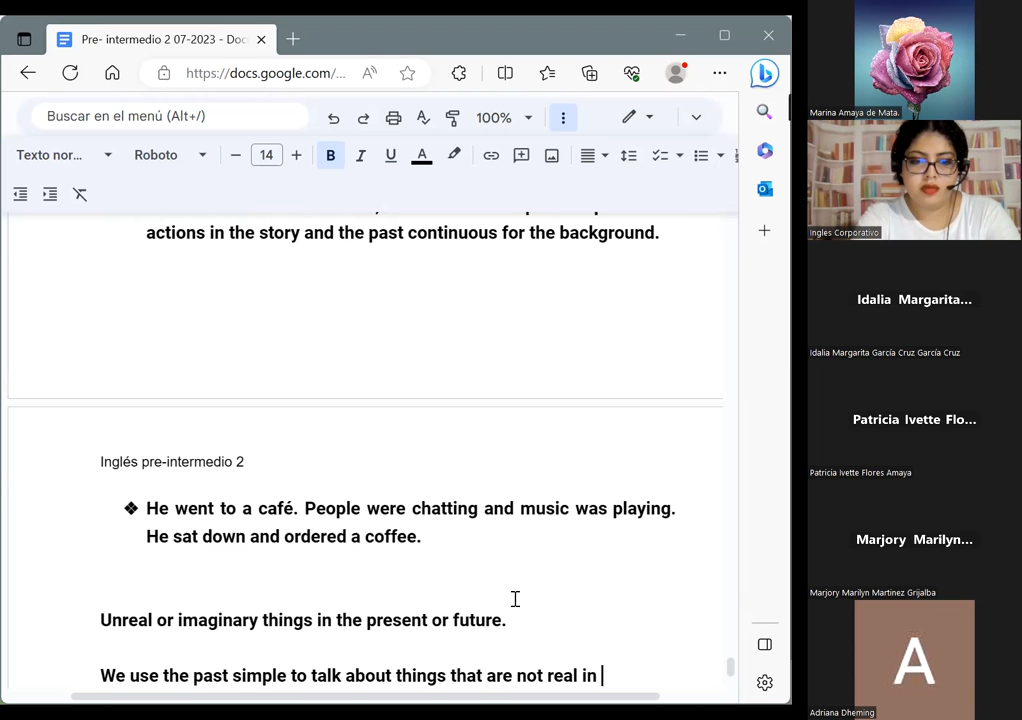 Pre- intermedio 2 07-2023 - Doc
https://docs.google.com/...
Buscar en el menú (Alt+/)
100%
Texto nor...
Roboto
14
B
I
U
A
actions in the story and the past continuous for the background.
Inglés pre-intermedio 2
❖ He went to a café. People were chatting and music was playing.
He sat down and ordered a coffee.
Unreal or imaginary things in the present or future.
We use the past simple to talk about things that are not real in
Marina Amaya de Mata.
Ingles Corporativo
Idalia Margarita...
Idalia Margarita García Cruz García Cruz
Patricia Ivette Flo...
Patricia Ivette Flores Amaya
Marjory Marilyn...
Marjory Marilyn Martinez Grijalba
A
Adriana Dheming